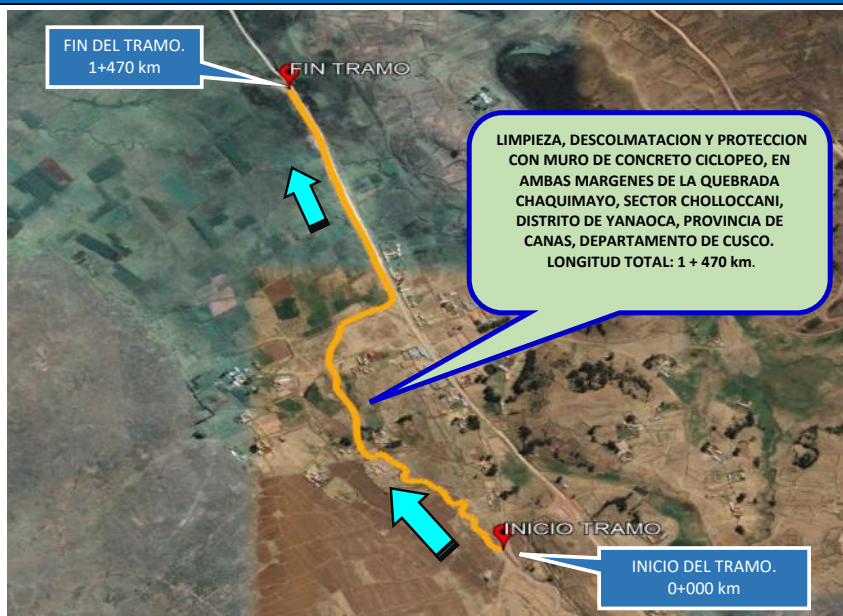 FIN DEL TRAMO.
1+470 km
FIN TRAMO
LIMPIEZA, DESCOLMATACION Y PROTECCION
CON MURO DE CONCRETO CICLOPEO, EN
AMBAS MARGENES DE LA QUEBRADA
CHAQUIMAYO, SECTOR CHOLLOCCANI,
DISTRITO DE YANAOCA, PROVINCIA DE
CANAS, DEPARTAMENTO DE CUSCO.
LONGITUD TOTAL: 1 + 470 km.
INICIO TRAMO
INICIO DEL TRAMO.
0+000 km